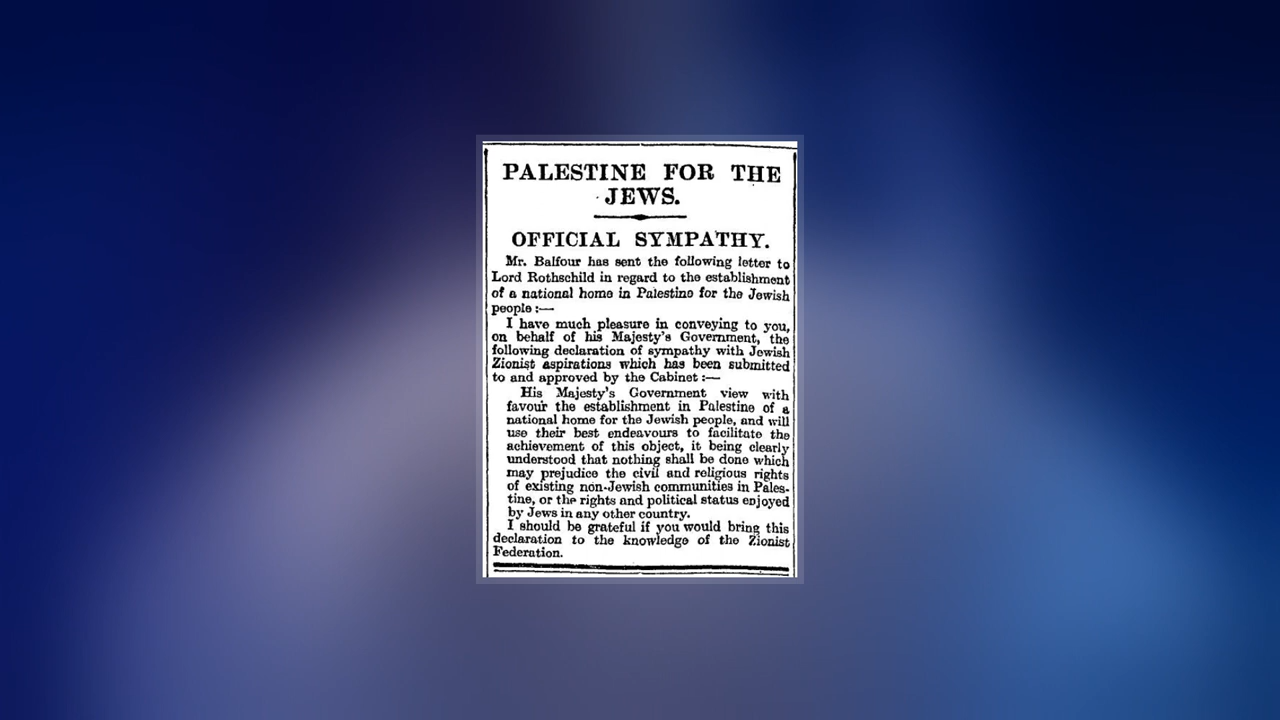 PALESTINE FOR THE
JEWS.
OFFICIAL SYMPATHY.
Mr. Balfour has sent the following letter to
Lord Rothschild in regard to the establishment
of a national home in Palestine for the Jewish
people:—
I have much pleasure in conveying to you,
on behalf of his Majesty's Government, the
following declaration of sympathy with Jewish
Zionist aspirations which has been submitted
to and approved by the Cabinet:—
His Majesty's Government view with
favour the establishment in Palestine of a
national home for the Jewish people, and will
use their best endeavours to facilitate the
achievement of this object, it being clearly
understood that nothing shall be done which
may prejudice the civil and religious rights
of existing non-Jewish communities in Pales-
tine, or the rights and political status enjoyed
by Jews in any other country.
I should be grateful if you would bring this
declaration to the knowledge of the Zionist
Federation.